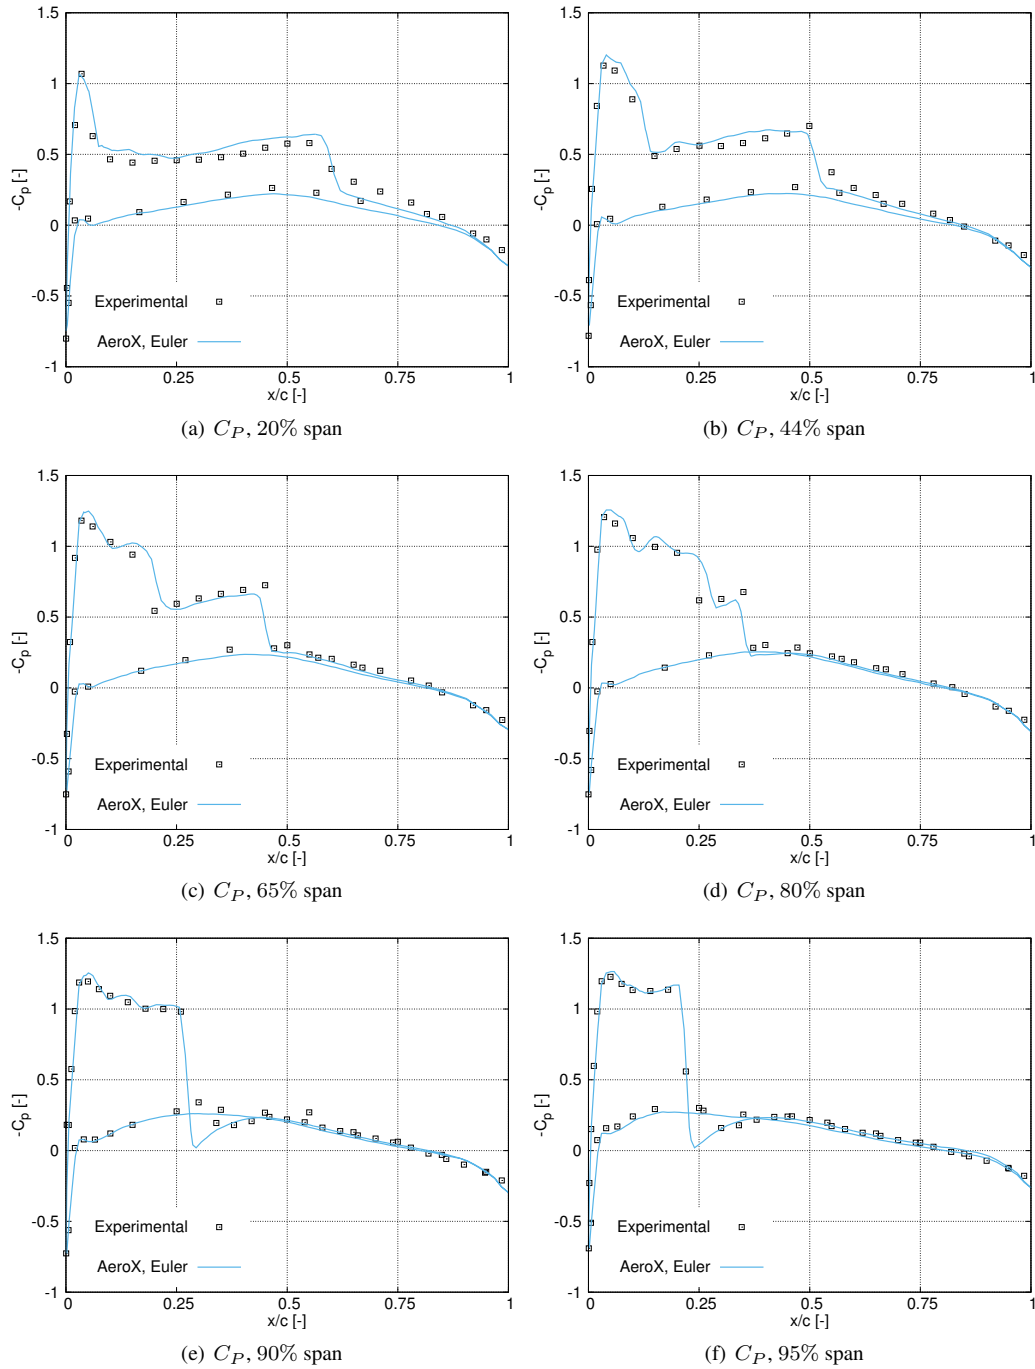 1.5
1
0.5
0
-0.5
-1
-Cp [-]
Experimental
AeroX, Euler
0 0.25 0.5 0.75 1
x/c [-]
(a) CP, 20% span
1.5
1
0.5
0
-0.5
-1
-Cp [-]
Experimental
AeroX, Euler
0 0.25 0.5 0.75 1
x/c [-]
(b) CP, 44% span
1.5
1
0.5
0
-0.5
-1
-Cp [-]
Experimental
AeroX, Euler
0 0.25 0.5 0.75 1
x/c [-]
(c) CP, 65% span
1.5
1
0.5
0
-0.5
-1
-Cp [-]
Experimental
AeroX, Euler
0 0.25 0.5 0.75 1
x/c [-]
(d) CP, 80% span
1.5
1
0.5
0
-0.5
-1
-Cp [-]
Experimental
AeroX, Euler
0 0.25 0.5 0.75 1
x/c [-]
(e) CP, 90% span
1.5
1
0.5
0
-0.5
-1
-Cp [-]
Experimental
AeroX, Euler
0 0.25 0.5 0.75 1
x/c [-]
(f) CP, 95% span